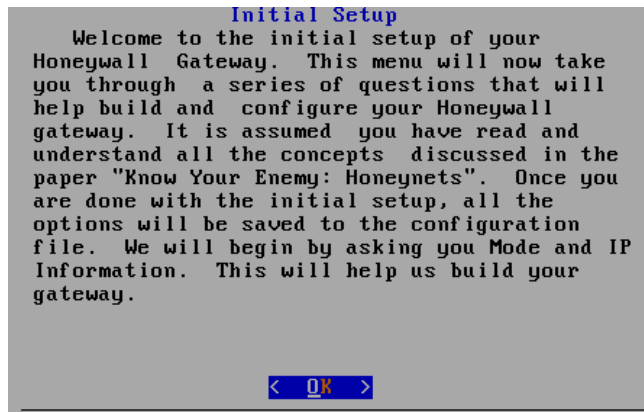 Initial Setup
Welcome to the initial setup of your
Honeywall  Gateway.  This menu will now take
you through  a series of questions that will
help build and  configure your Honeywall
gateway.  It is assumed  you have read and
understand all the concepts  discussed in the
paper "Know Your Enemy: Honeynets".  Once you
are done with the initial setup, all the
options will be saved to the configuration
file.  We will begin by asking you Mode and IP
Information.  This will help us build your
gateway.
<  OK  >